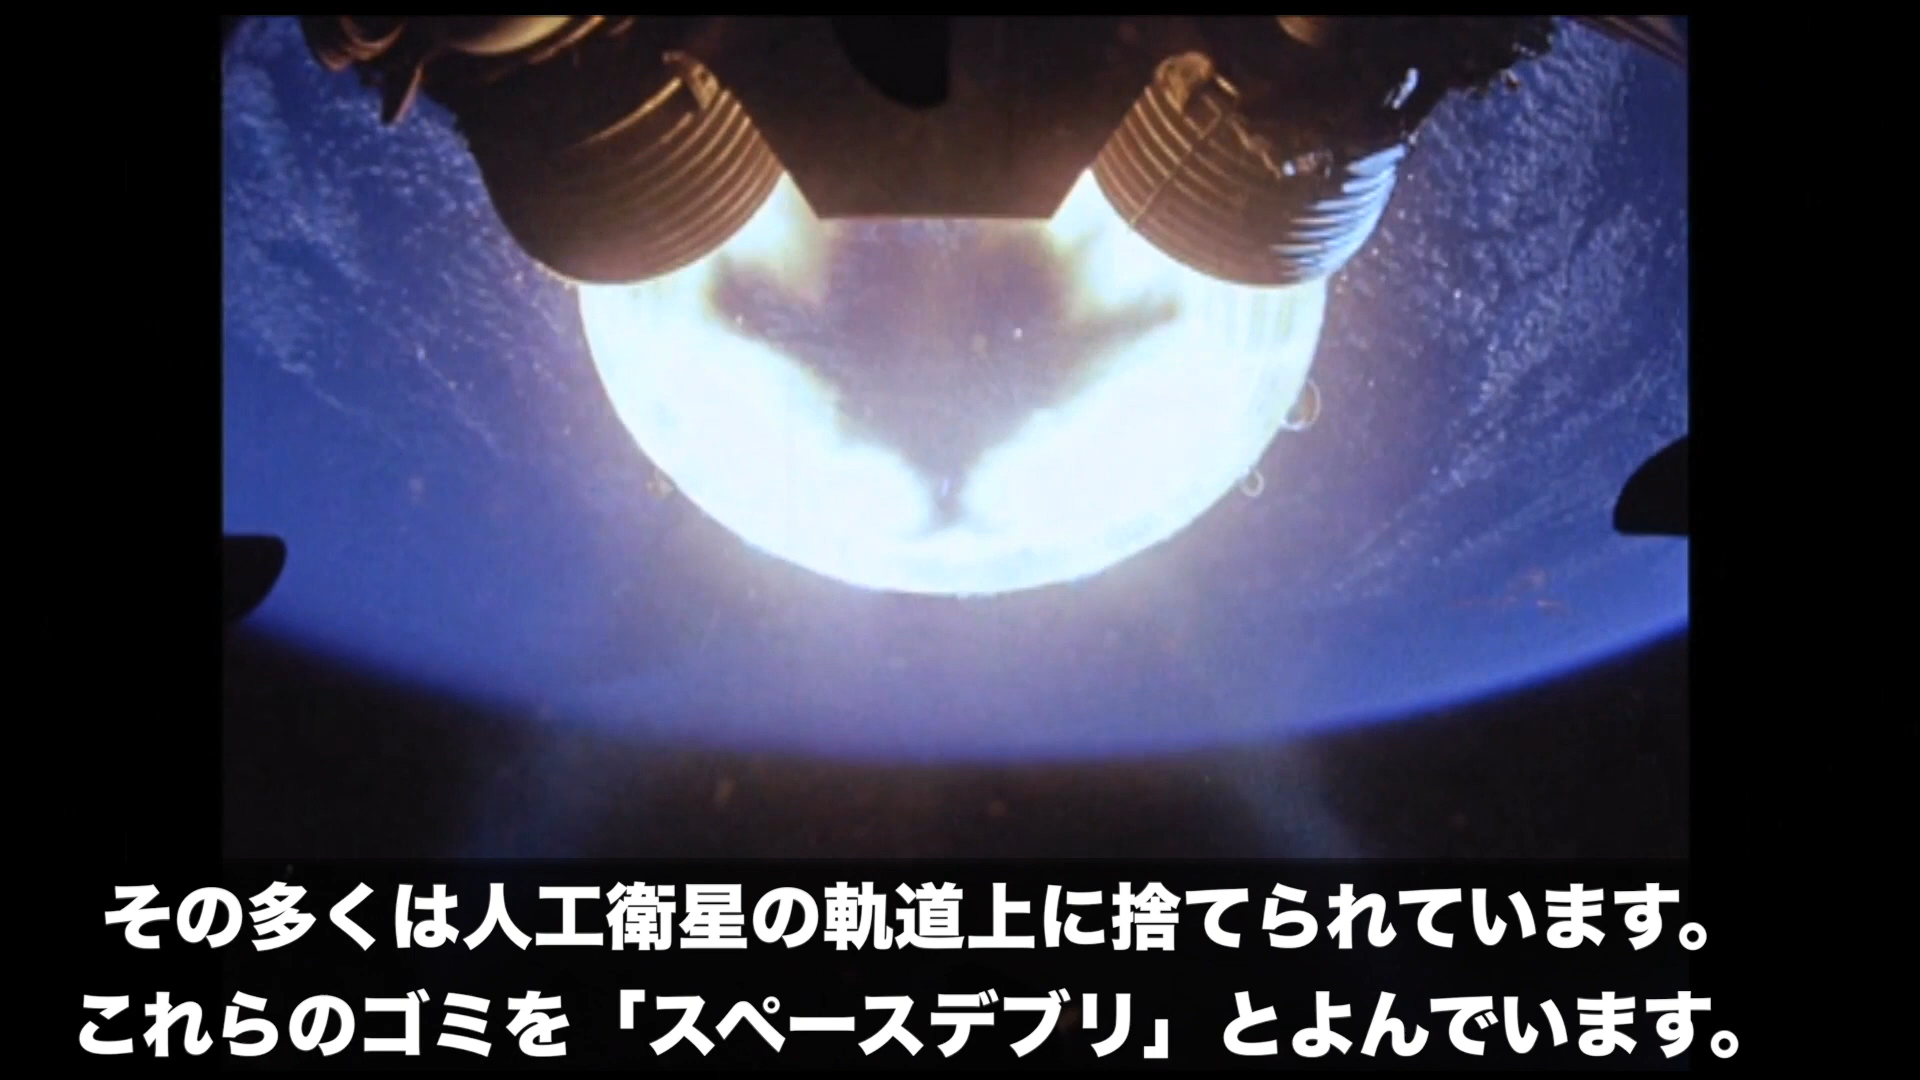 その多くは人工衛星の軌道上に捨てられています。
これらのゴミを「スペースデブリ」とよんでいます。